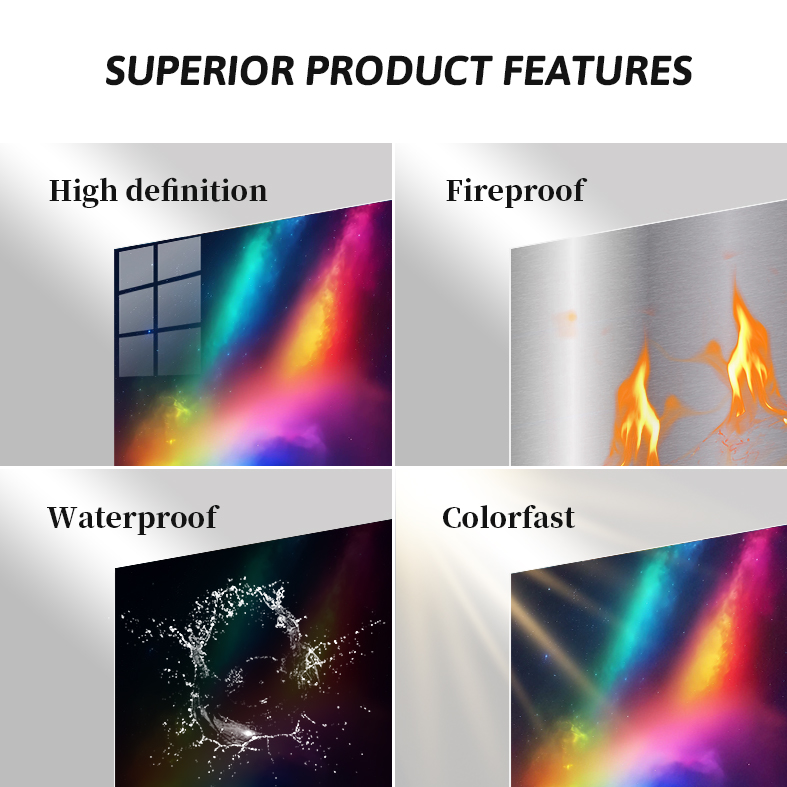 SUPERIOR PRODUCT FEATURES
High definition
Fireproof
Waterproof
Colorfast